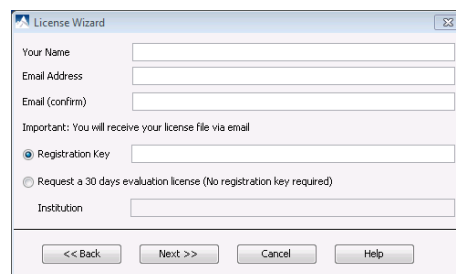 License Wizard
Your Name
Email Address
Email (confirm)
Important: You will receive your license file via email
Registration Key
Request a 30 days evaluation license (No registration key required)
Institution
<< Back Next >> Cancel Help